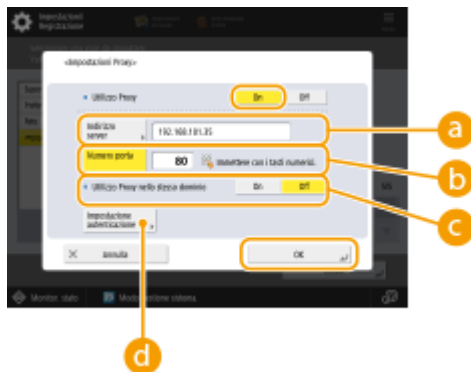 Impostazioni/
Registrazione
<Impostazioni Proxy>
Utilizzo Proxy
On
Off
Indirizzo
server
192.168.101.35
a
Numero porta
80
Immettere con i tasti numerici.
b
Utilizzo Proxy nello stesso dominio
On
Off
c
Impostazione
autenticazione
Annulla
OK
Monitor. stato
d